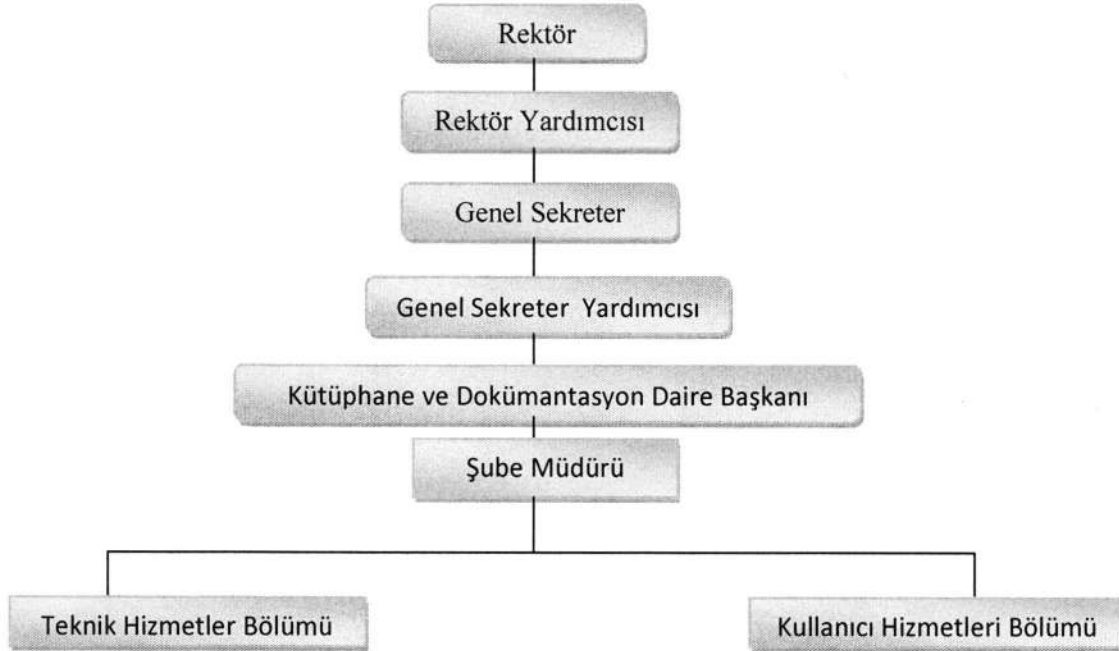 Rektör
Rektör Yardımcısı
Genel Sekreter
Genel Sekreter Yardımcısı
Kütüphane ve Dokümantasyon Daire Başkanı
Şube Müdürü
Teknik Hizmetler Bölümü
Kullanıcı Hizmetleri Bölümü